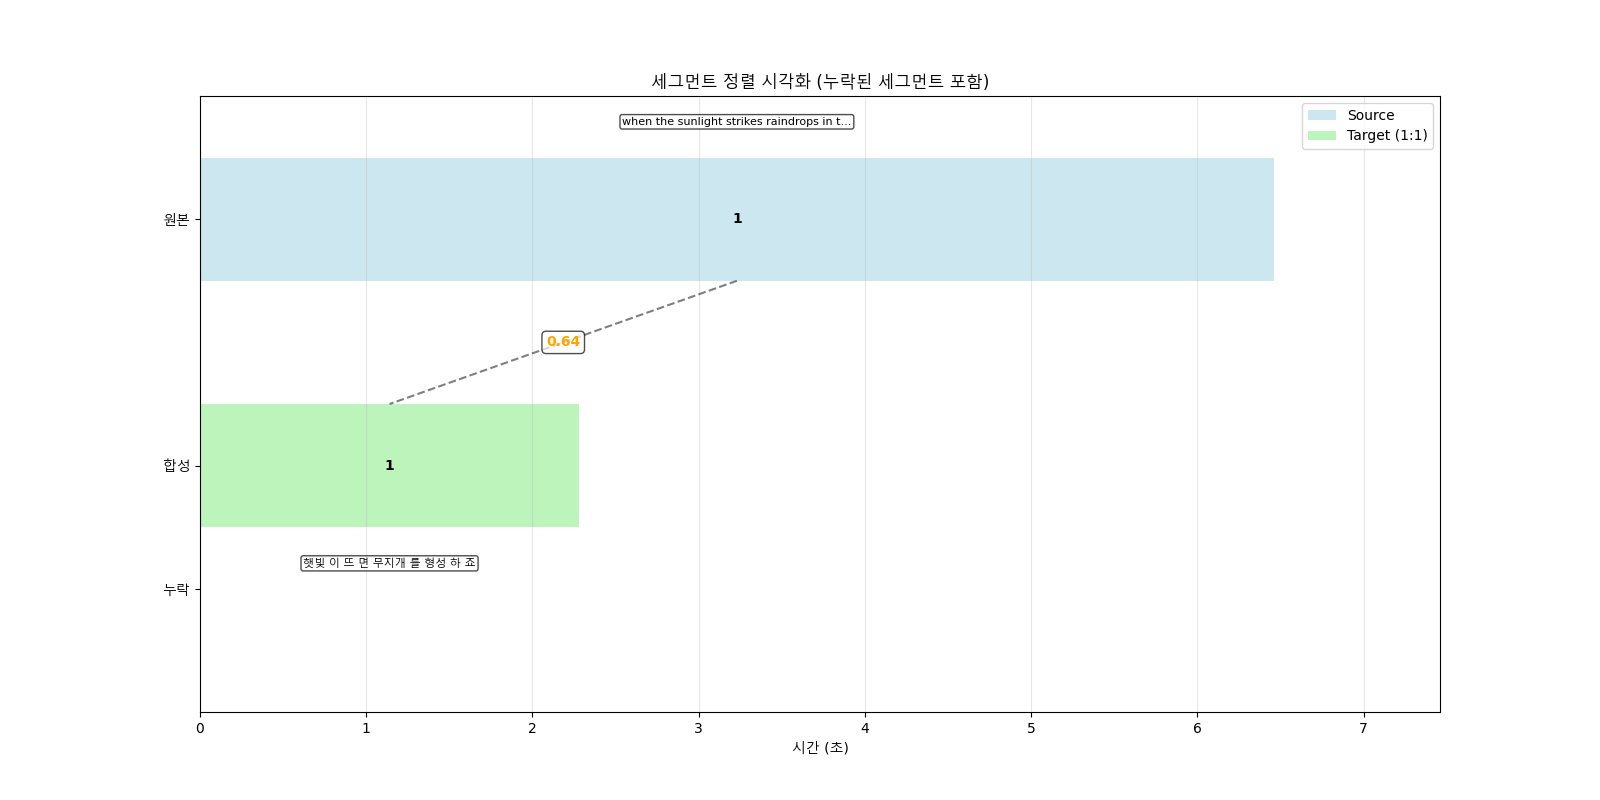 세그먼트 정렬 시각화 (누락된 세그먼트 포함)
when the sunlight strikes raindrops in t...
Source
Target (1:1)
원본
1
0.64
합성
1
햇빛 이 뜨 면 무지개 를 형성 하 죠
누락
0 1 2 3 4 5 6 7
시간 (초)